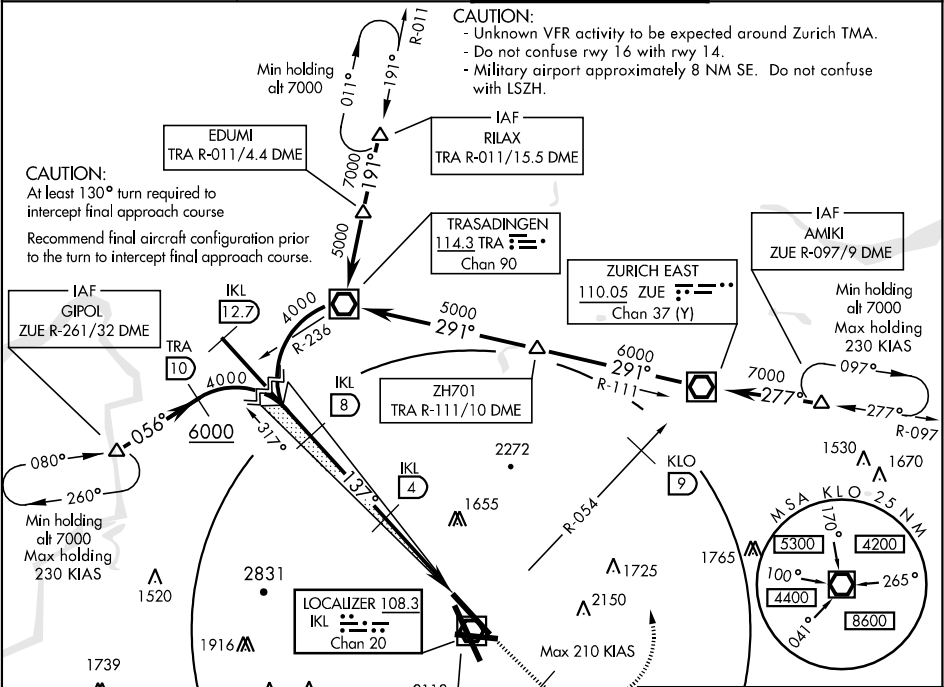 CAUTION:
- Unknown VFR activity to be expected around Zurich TMA.
- Do not confuse rwy 16 with rwy 14.
- Military airport approximately 8 NM SE. Do not confuse
with LSZH.
R-011
191°
011°
Min holding
alt 7000
EDUMI
TRA R-011/4.4 DME
IAF
RILAX
TRA R-011/15.5 DME
7000
191°
5000
CAUTION:
At least 130° turn required to
intercept final approach course
Recommend final aircraft configuration prior
to the turn to intercept final approach course.
TRASADINGEN
114.3 TRA
Chan 90
IAF
AMIKI
ZUE R-097/9 DME
ZURICH EAST
110.05 ZUE
Chan 37 (Y)
IAF
GIPOL
ZUE R-261/32 DME
IKL
12.7
4000
R-236
5000
291°
6000
291°
R-111
7000
277°
Min holding
alt 7000
Max holding
230 KIAS
097°
277°
R-097
TRA
10
4000
056°
6000
317°
IKL
8
ZH701
TRA R-111/10 DME
080°
260°
Min holding
alt 7000
Max holding
230 KIAS
137°
IKL
4
2272
1655
R-054
KLO
9
1530
1670
MSA KLO 25 NM
170°
5300
4200
100°
265°
4400
8600
041°
1765
1520
2831
1725
2150
LOCALIZER 108.3
IKL
Chan 20
1916
Max 210 KIAS
1739